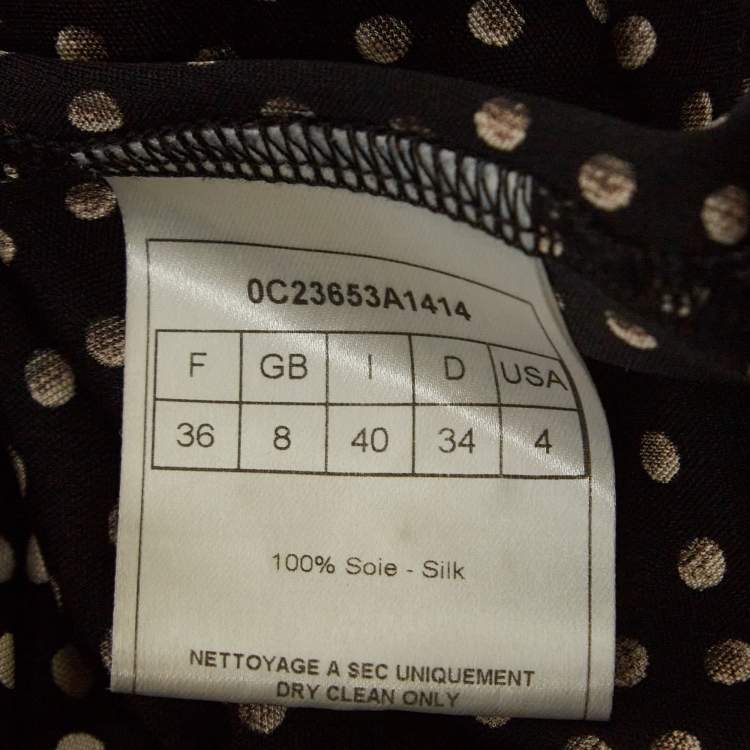 0C23653A1414
F GB I D USA
36 8 40 34 4
100% Soie - Silk
NETTOYAGE A SEC UNIQUEMENT
DRY CLEAN ONLY